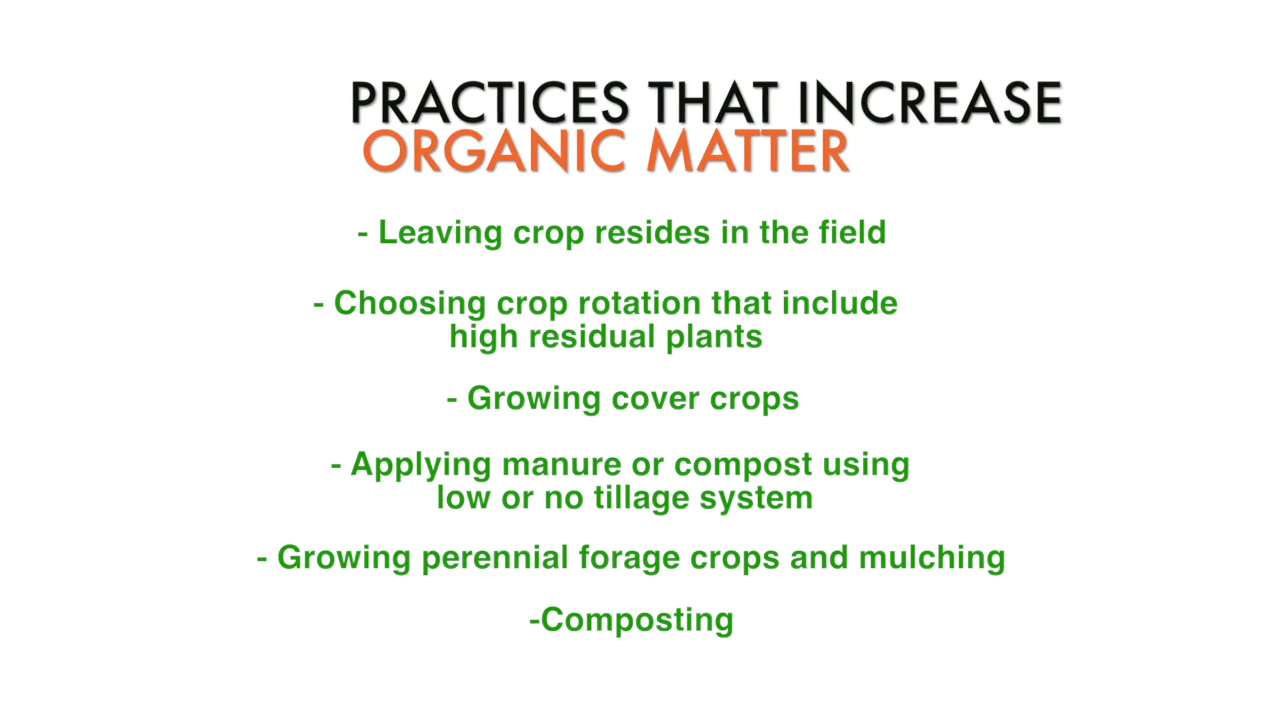 PRACTICES THAT INCREASE
ORGANIC MATTER
- Leaving crop resides in the field
- Choosing crop rotation that include
high residual plants
- Growing cover crops
- Applying manure or compost using
low or no tillage system
- Growing perennial forage crops and mulching
-Composting